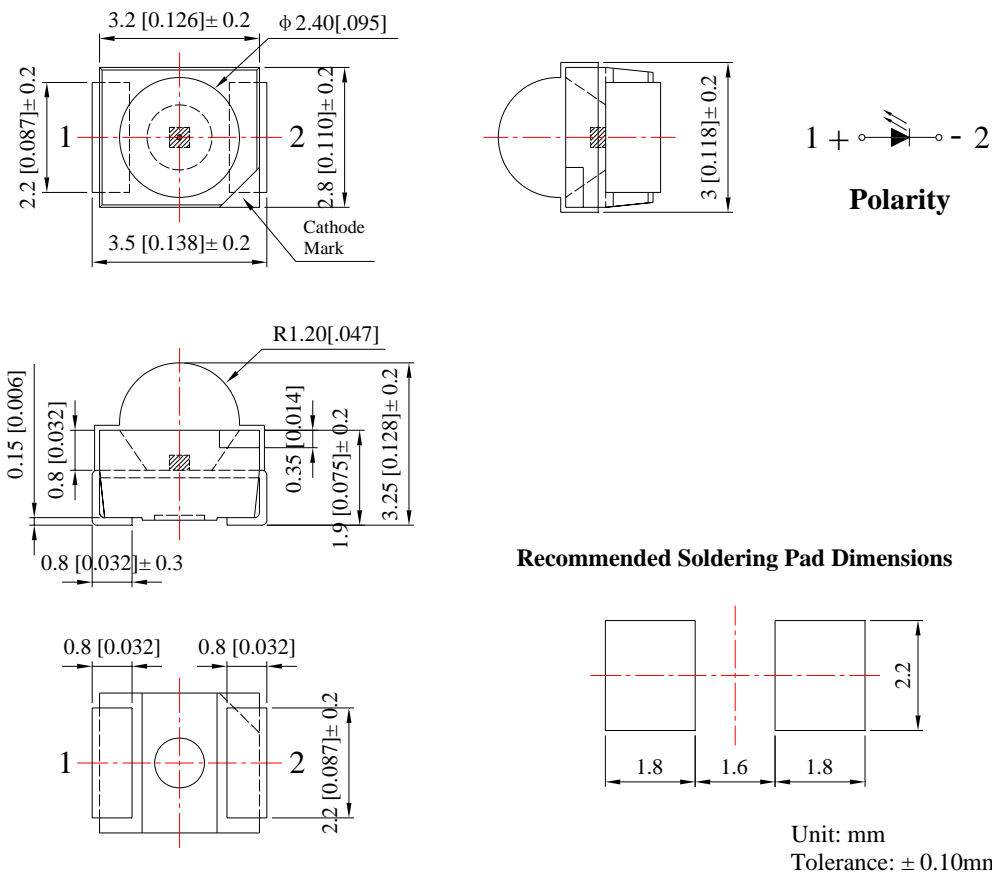 3.2 [0.126]± 0.2
ϕ 2.40[.095]
2.2 [0.087]± 0.2
1
2
2.8 [0.110]± 0.2
Cathode
Mark
3.5 [0.138]± 0.2
3 [0.118]± 0.2
1 +
- 2
Polarity
R1.20[.047]
0.15 [0.006]
0.8 [0.032]
0.35 [0.014]
1.9 [0.075]± 0.2
3.25 [0.128]± 0.2
0.8 [0.032]± 0.3
Recommended Soldering Pad Dimensions
0.8 [0.032]
0.8 [0.032]
1
2
2.2 [0.087]± 0.2
2.2
1.8
1.6
1.8
Unit: mm
Tolerance: ± 0.10mm